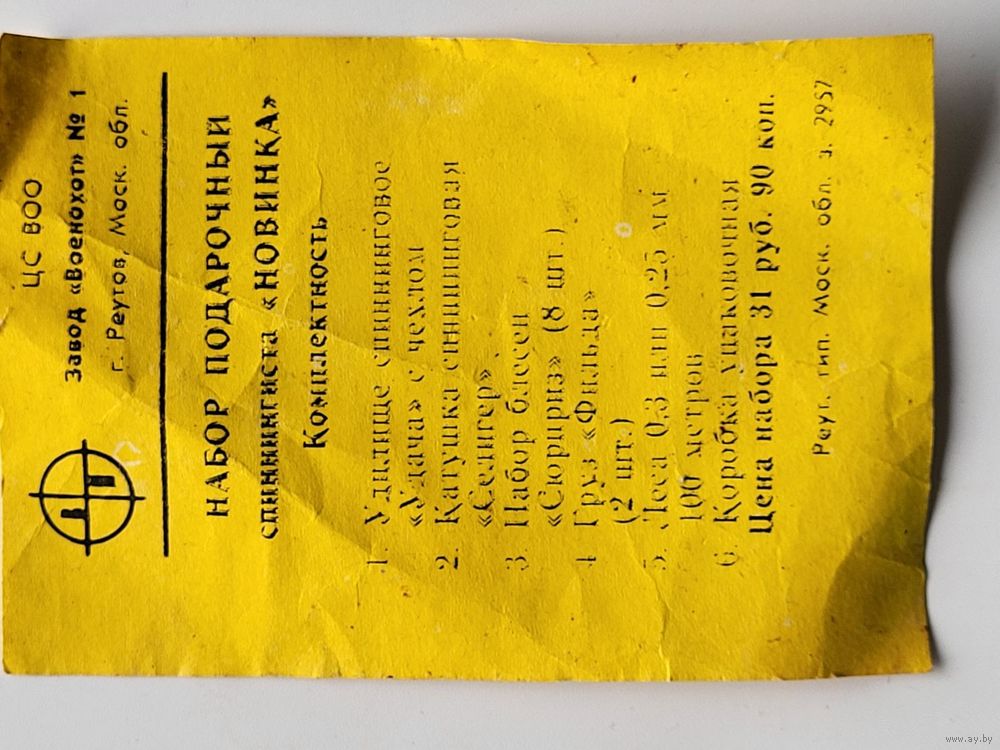 ЦС ВОО
Завод «Военохот» № 1
г. Реутов, Моск. обл.
НАБОР ПОДАРОЧНЫЙ
спиннингиста «НОВИНКА»
Комплектность
1. Удилище спиннинговое
«Удача» с чехлом
2. Катушка спиннинговая
«Селигер»
3 Набор блесен
«Сюрприз» (8 шт.)
4 Груз «Фильда»
(2 шт.)
5. Леса 0,3 или 0,25 мм
100 метров
6. Коробка упаковочная
Цена набора 31 руб. 90 коп.
Реут. тип. Моск. обл. з. 2957
www.ay.by